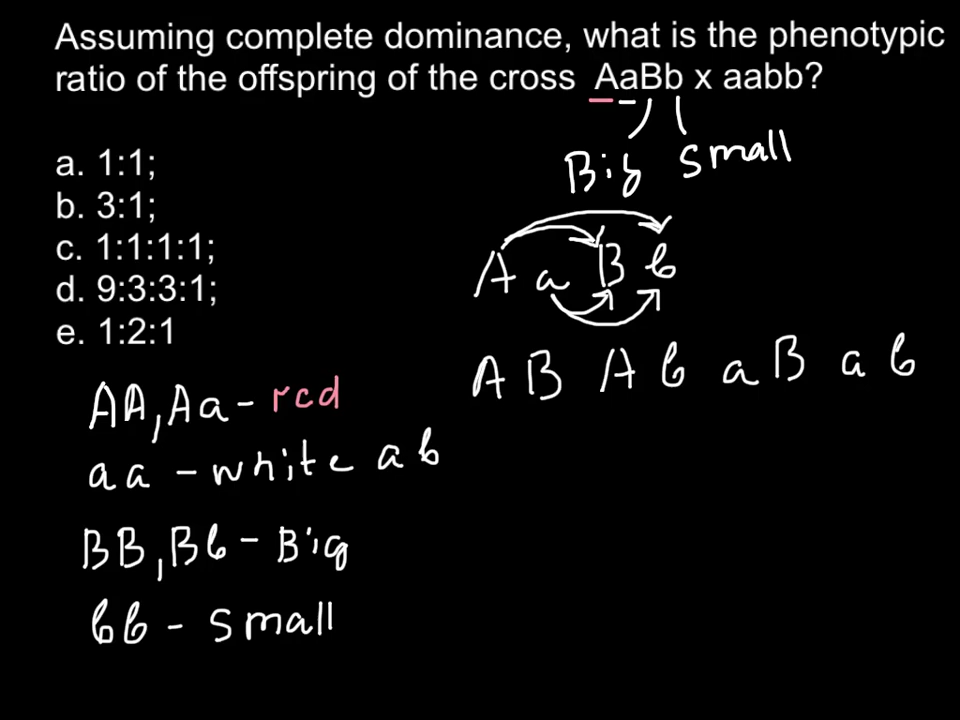 Assuming complete dominance, what is the phenotypic
ratio of the offspring of the cross AaBb x aabb?
Big small
a. 1:1;
b. 3:1;
c. 1:1:1:1;
d. 9:3:3:1;
e. 1:2:1
A a B b
AB Ab aB ab
AA, Aa - red
aa - white ab
BB, Bb - Big
bb - small